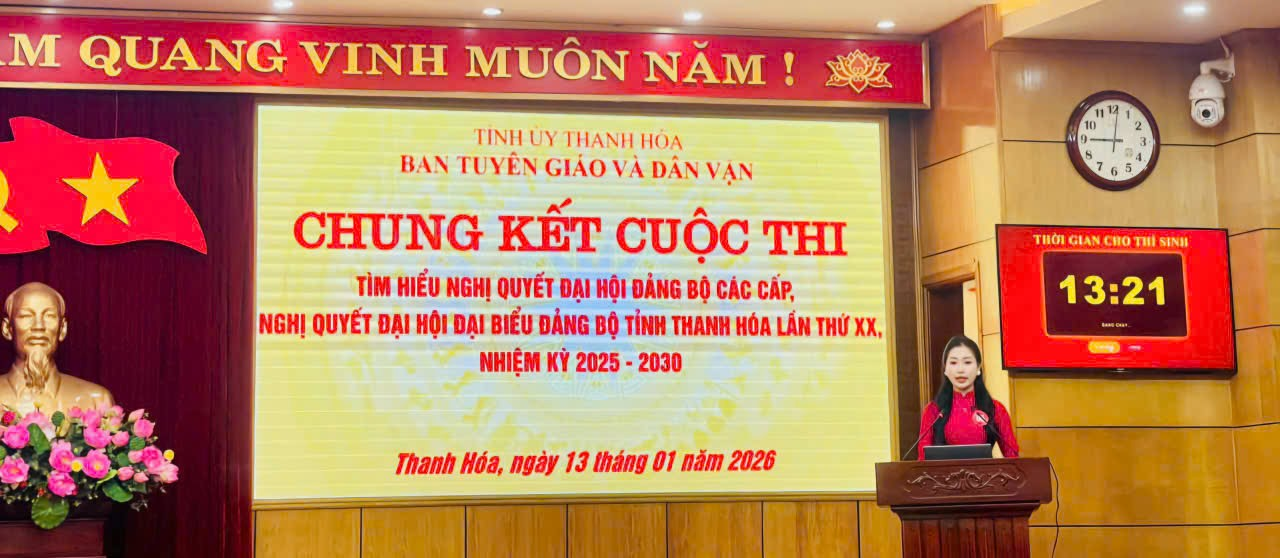 QUANG VINH MUÔN NĂM !
TỈNH ỦY THANH HÓA
BAN TUYÊN GIÁO VÀ DÂN VẬN
CHUNG KẾT CUỘC THI
TÌM HIỂU NGHỊ QUYẾT ĐẠI HỘI ĐẢNG BỘ CÁC CẤP,
NGHỊ QUYẾT ĐẠI HỘI ĐẠI BIỂU ĐẢNG BỘ TỈNH THANH HÓA LẦN THỨ XX,
NHIỆM KỲ 2025 - 2030
Thanh Hóa, ngày 13 tháng 01 năm 2026
THỜI GIAN CHO THÍ SINH
13:21
ĐANG CHẠY...